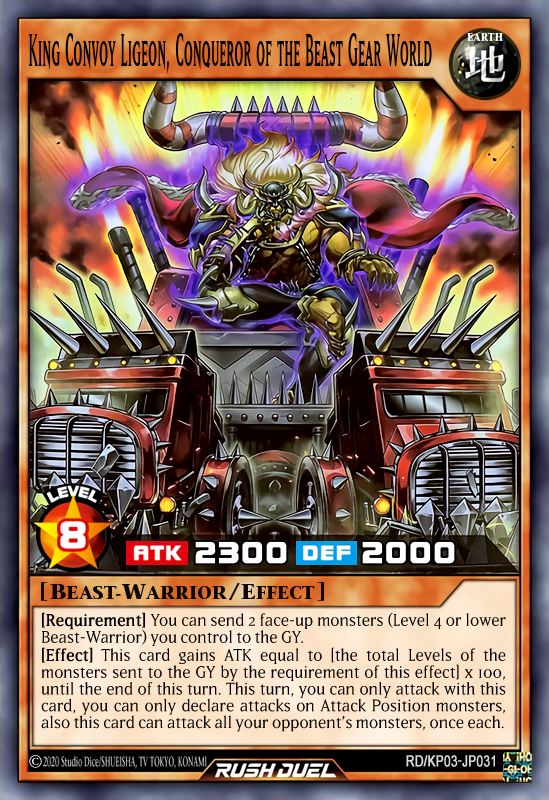 King Convoy Ligeon, Conqueror of the Beast Gear World
EARTH
地
LEVEL
8
ATK 2300 DEF 2000
[Beast-Warrior/Effect]
[Requirement] You can send 2 face-up monsters (Level 4 or lower
Beast-Warrior) you control to the GY.
[Effect] This card gains ATK equal to [the total Levels of the
monsters sent to the GY by the requirement of this effect] x 100,
until the end of this turn. This turn, you can only attack with this
card, you can only declare attacks on Attack Position monsters,
also this card can attack all your opponent's monsters, once each.
©2020 Studio Dice/SHUEISHA, TV TOKYO, KONAMI
RD/KP03-JP031
RUSH DUEL